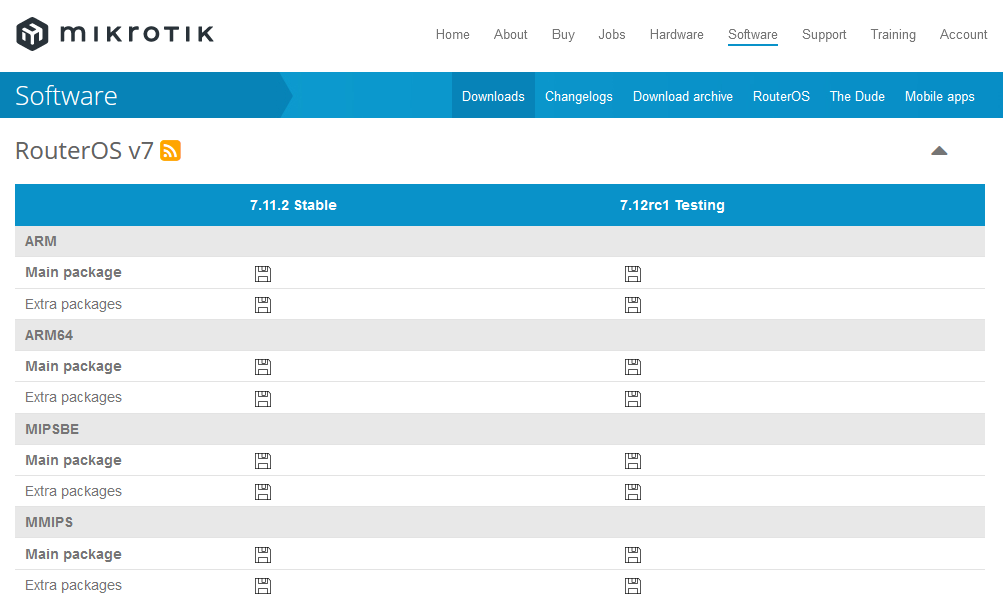 mikrotik
Home About Buy Jobs Hardware Software Support Training Account
Software
Downloads Changelogs Download archive RouterOS The Dude Mobile apps
RouterOS v7
7.11.2 Stable 7.12rc1 Testing
ARM
Main package
Extra packages
ARM64
Main package
Extra packages
MIPSBE
Main package
Extra packages
MMIPS
Main package
Extra packages